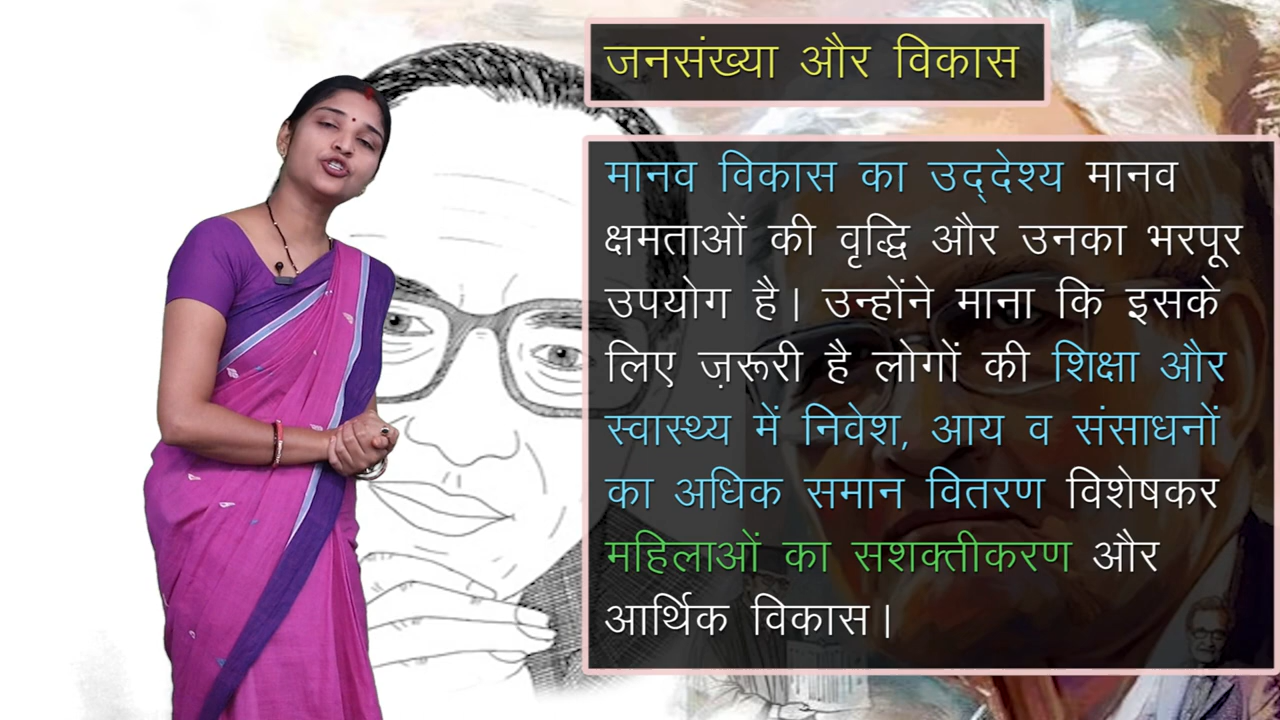 जनसंख्या और विकास
मानव विकास का उद्देश्य मानव
क्षमताओं की वृद्धि और उनका भरपूर
उपयोग है। उन्होंने माना कि इसके
लिए ज़रूरी है लोगों की शिक्षा और
स्वास्थ्य में निवेश, आय व संसाधनों
का अधिक समान वितरण विशेषकर
महिलाओं का सशक्तीकरण और
आर्थिक विकास।